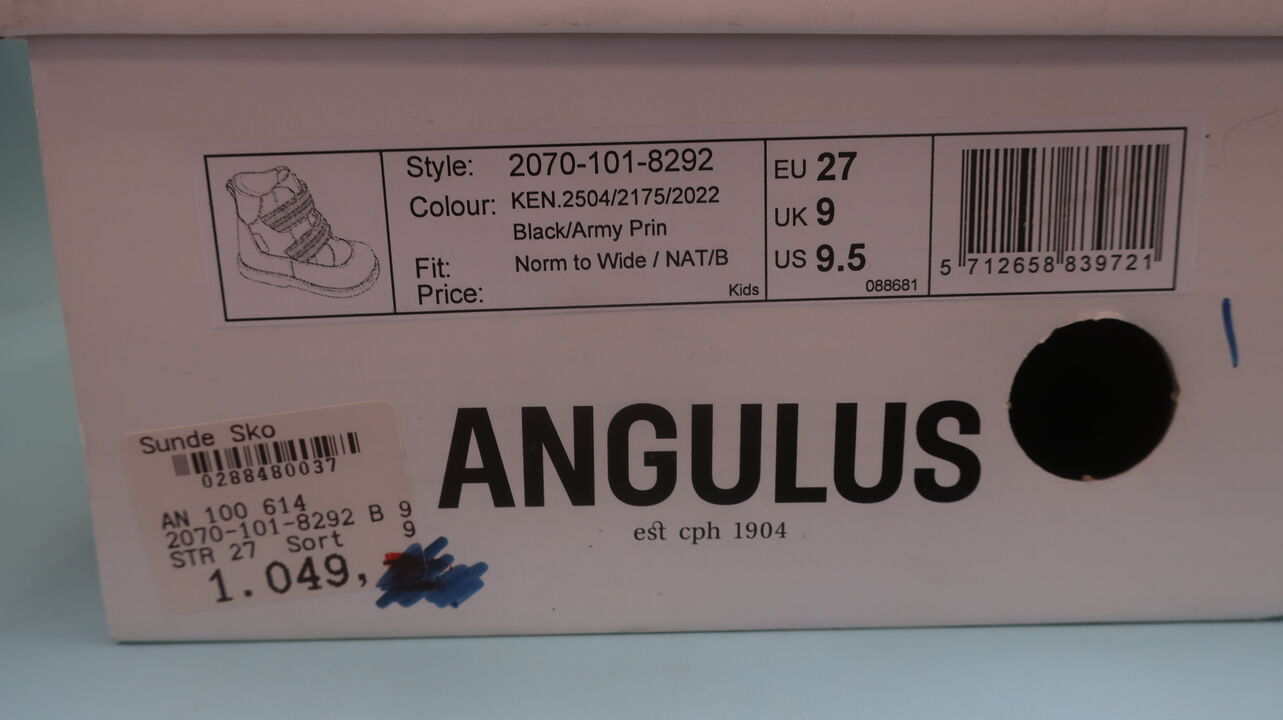 Style: 2070-101-8292
Colour: KEN.2504/2175/2022
Black/Army Prin
Fit: Norm to Wide / NAT/B
Price:
Kids
EU 27
UK 9
US 9.5
088681
5 712658 839721
ANGULUS
est cph 1904
Sunde Sko
0288480037
AN 100 614
2070-101-8292 B 9
STR 27 Sort 9
1.049,